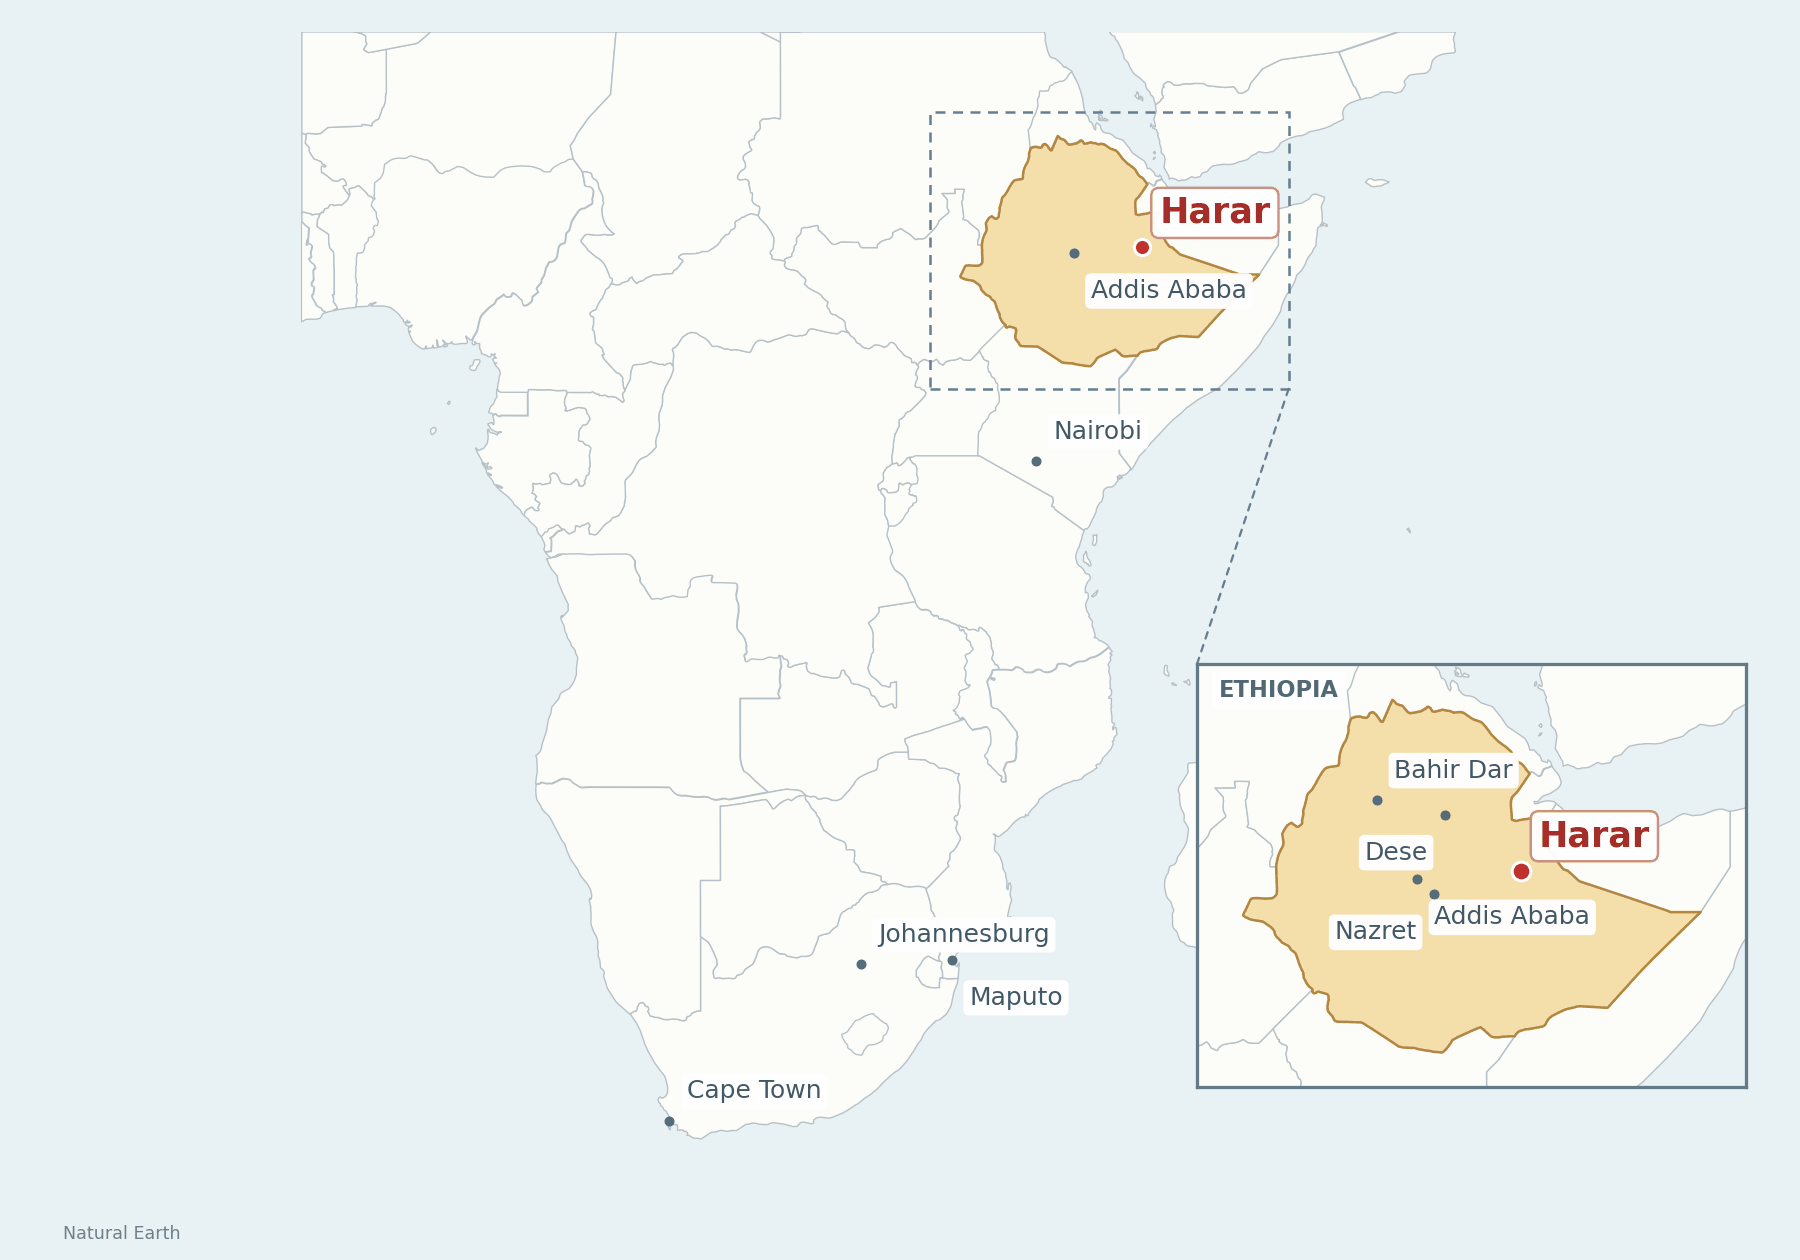 Harar
Addis Ababa
Nairobi
Johannesburg
Maputo
Cape Town
ETHIOPIA
Bahir Dar
Harar
Dese
Addis Ababa
Nazret
Natural Earth